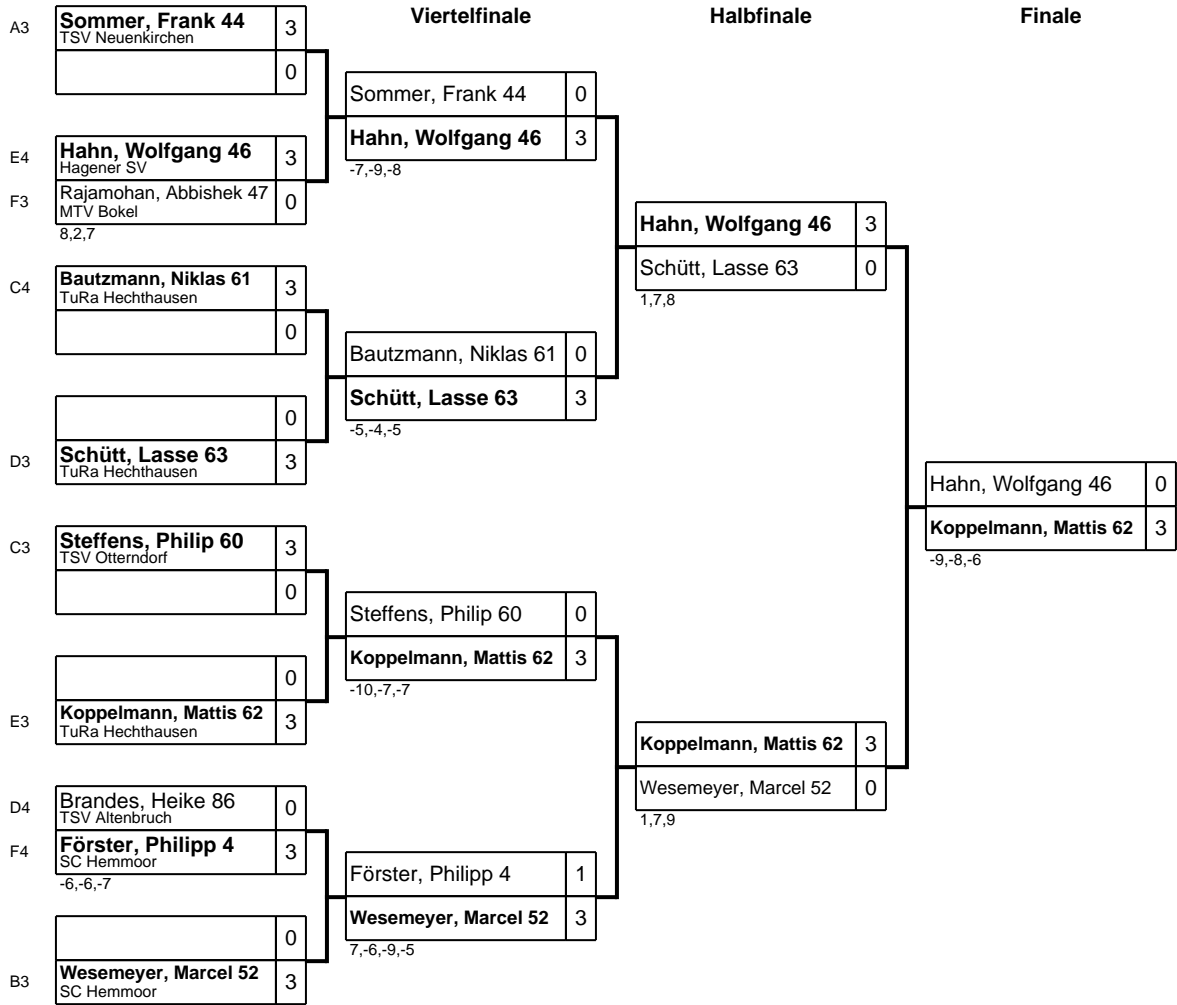 Viertelfinale
Halbfinale
Finale
A3
Sommer, Frank 44
TSV Neuenkirchen
3
0
E4
Hahn, Wolfgang 46
Hagener SV
3
F3
Rajamohan, Abbishek 47
MTV Bokel
0
8,2,7
C4
Bautzmann, Niklas 61
TuRa Hechthausen
3
0
0
D3
Schütt, Lasse 63
TuRa Hechthausen
3
C3
Steffens, Philip 60
TSV Otterndorf
3
0
0
E3
Koppelmann, Mattis 62
TuRa Hechthausen
3
D4
Brandes, Heike 86
TSV Altenbruch
0
F4
Förster, Philipp 4
SC Hemmoor
3
-6,-6,-7
0
B3
Wesemeyer, Marcel 52
SC Hemmoor
3
Sommer, Frank 44
0
Hahn, Wolfgang 46
3
-7,-9,-8
Bautzmann, Niklas 61
0
Schütt, Lasse 63
3
-5,-4,-5
Steffens, Philip 60
0
Koppelmann, Mattis 62
3
-10,-7,-7
Förster, Philipp 4
1
Wesemeyer, Marcel 52
3
7,-6,-9,-5
Hahn, Wolfgang 46
3
Schütt, Lasse 63
0
1,7,8
Koppelmann, Mattis 62
3
Wesemeyer, Marcel 52
0
1,7,9
Hahn, Wolfgang 46
0
Koppelmann, Mattis 62
3
-9,-8,-6